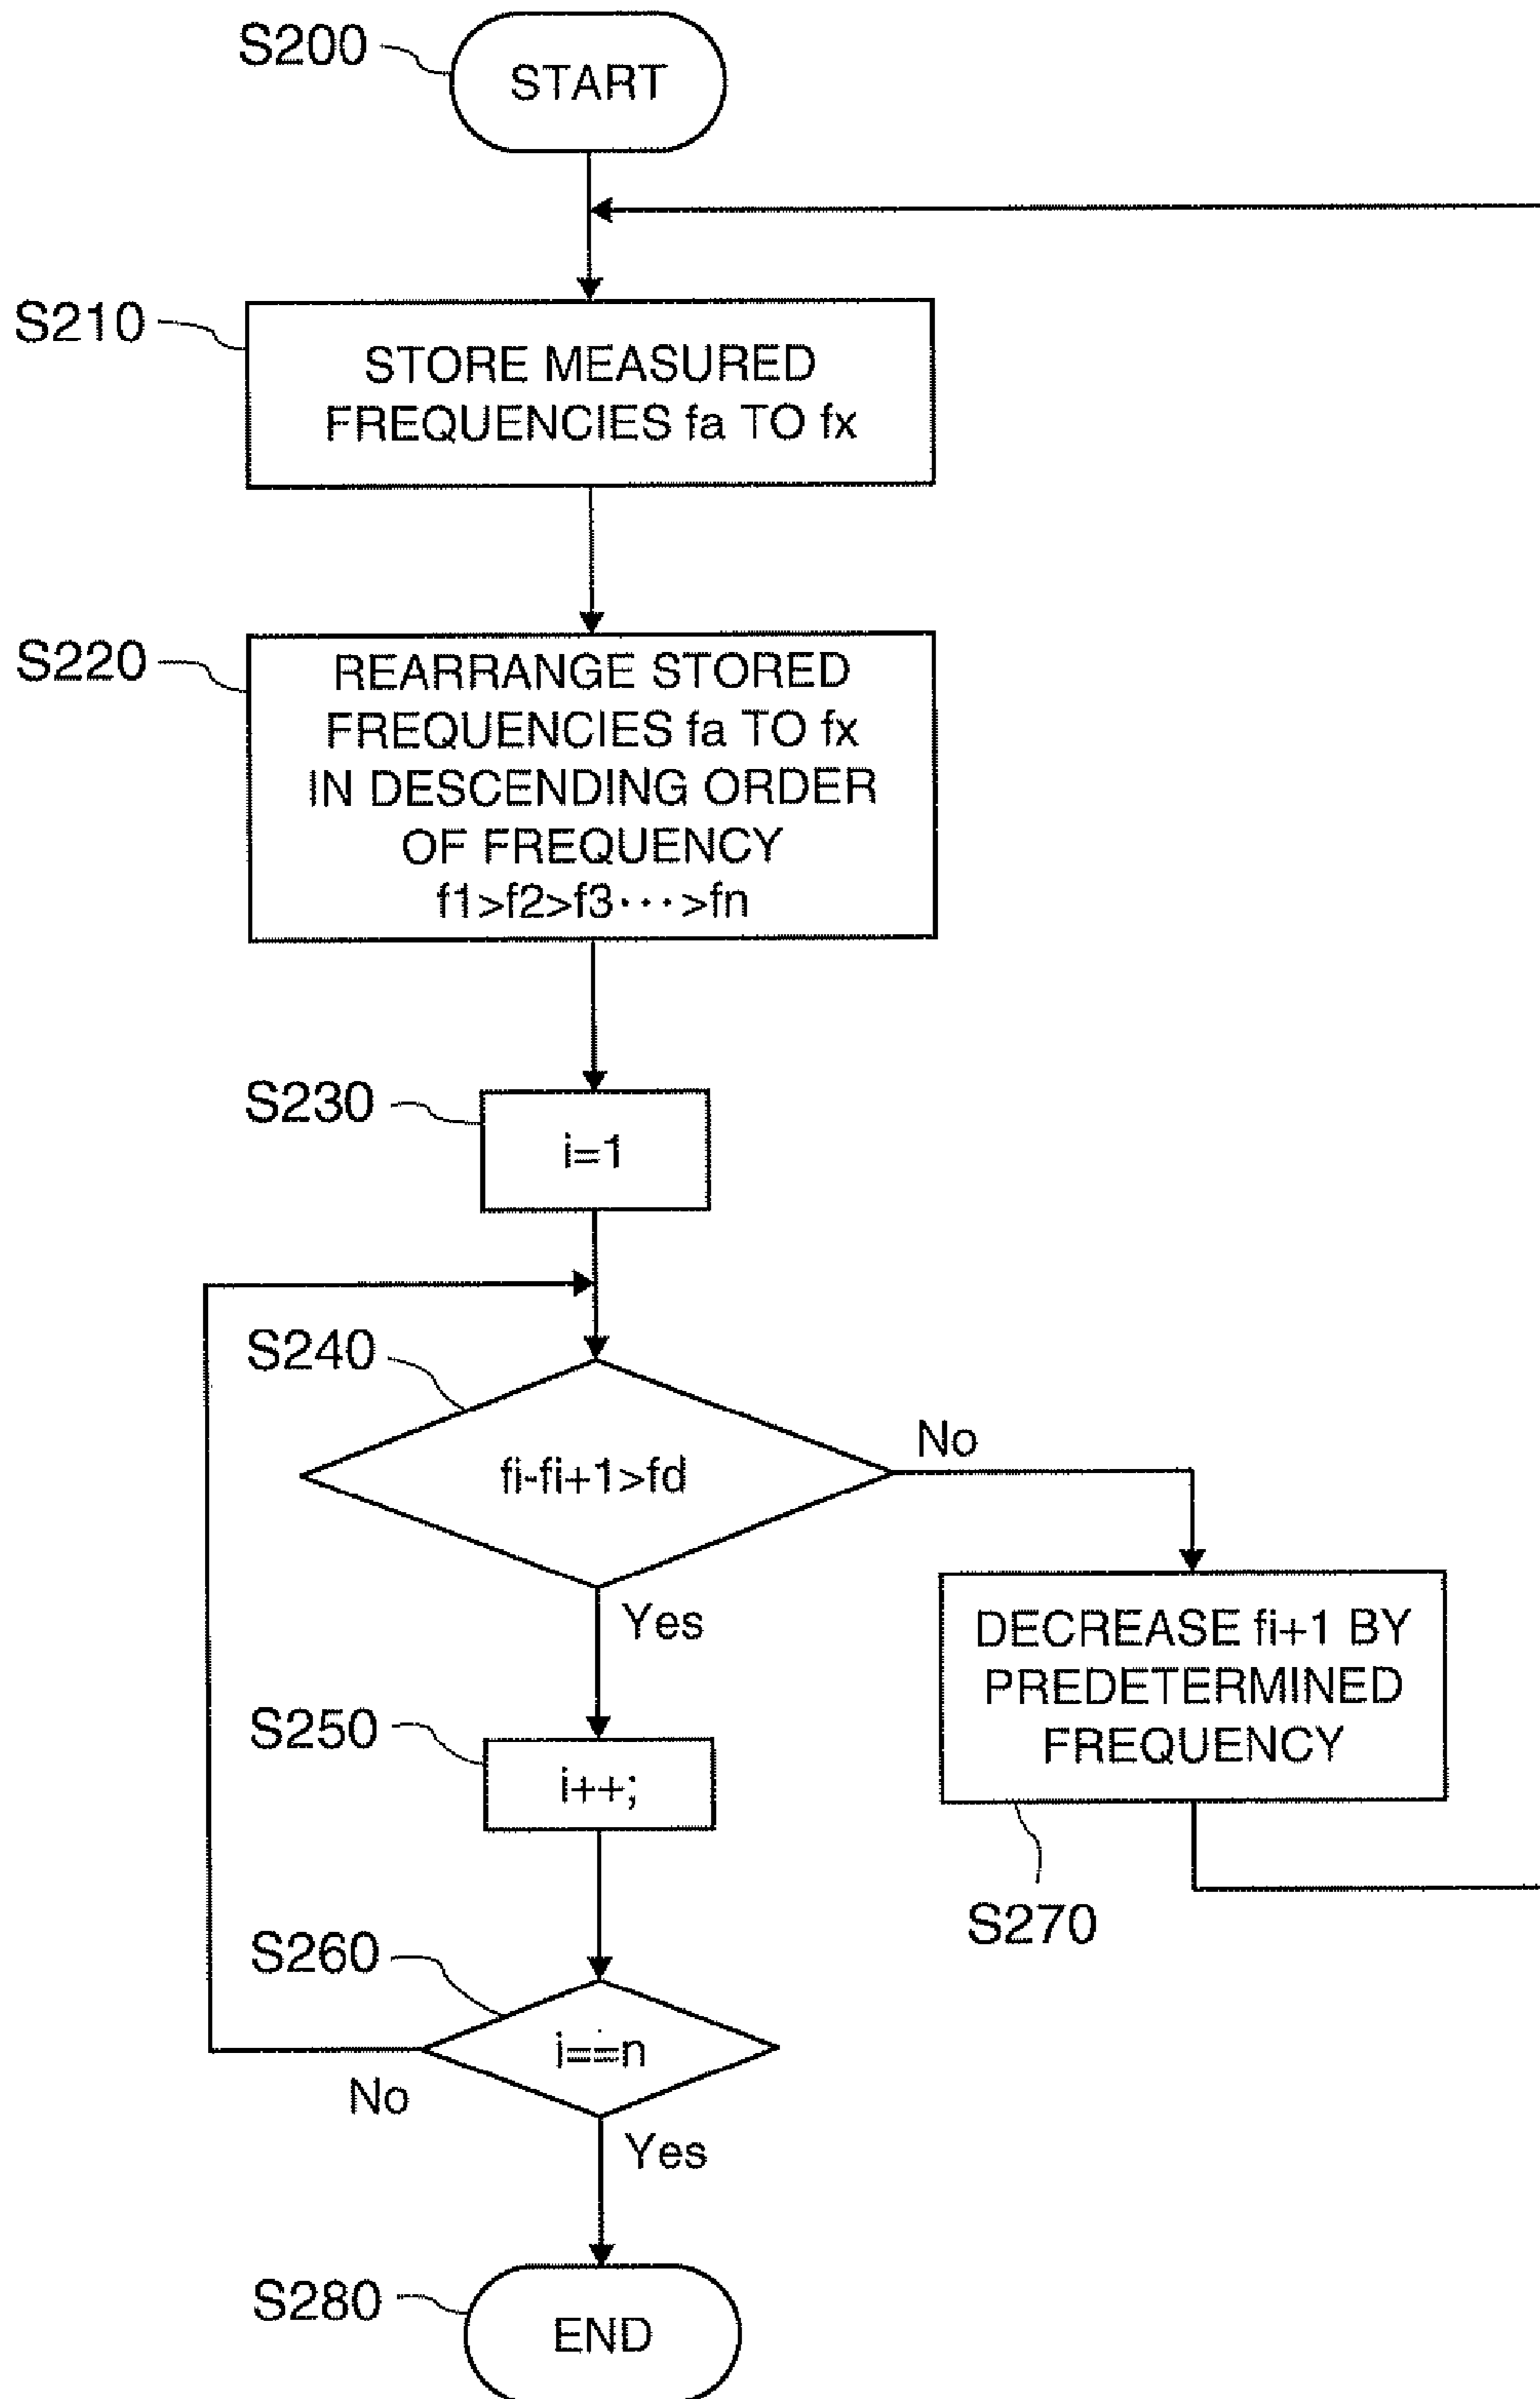 S200
START
S210
STORE MEASURED
FREQUENCIES fa TO fx
S220
REARRANGE STORED
FREQUENCIES fa TO fx
IN DESCENDING ORDER
OF FREQUENCY
f1>f2>f3···>fn
S230
i=1
S240
fi-fi+1>fd
No
Yes
DECREASE fi+1 BY
PREDETERMINED
FREQUENCY
S270
S250
i++;
S260
i==n
No
Yes
S280
END